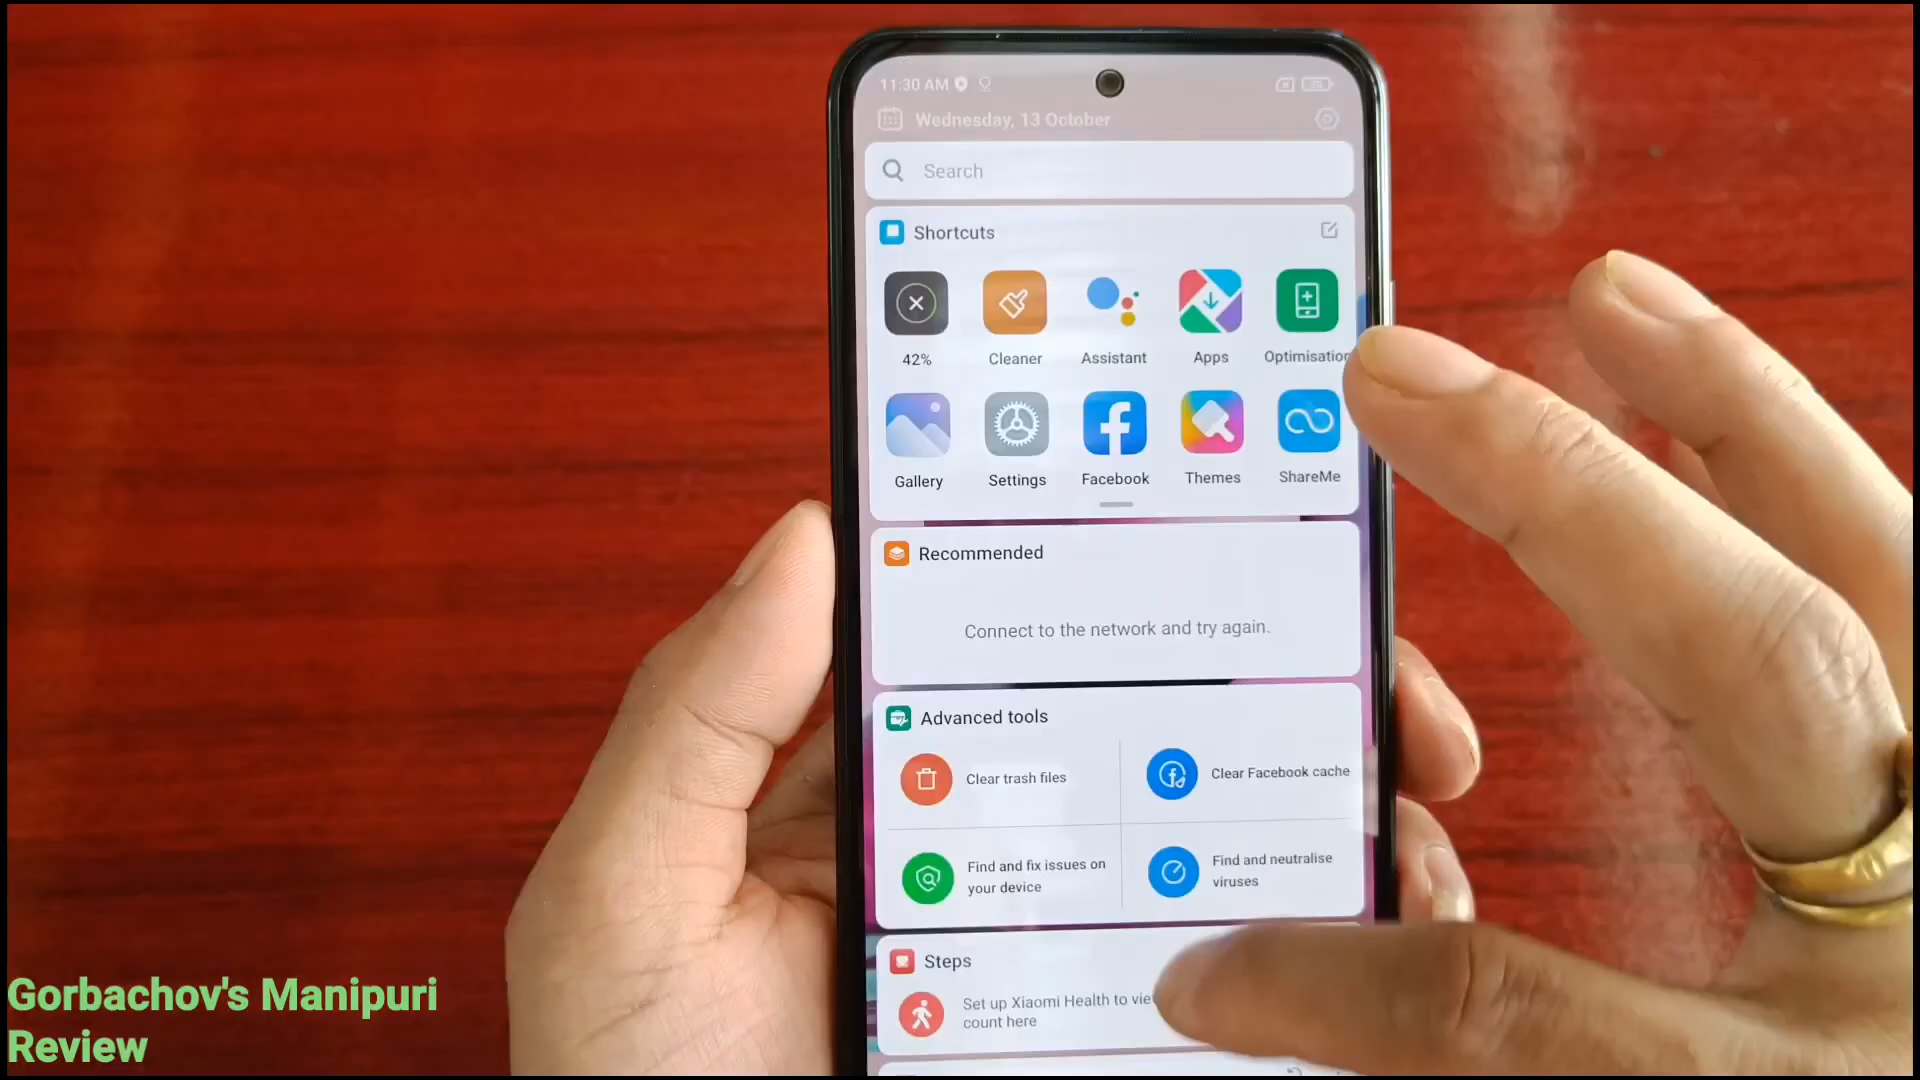 11:30 AM
Wednesday, 13 October
Search
Shortcuts
42%
Cleaner
Assistant
Apps
Optimisation
Gallery
Settings
Facebook
Themes
ShareMe
Recommended
Connect to the network and try again.
Advanced tools
Clear trash files
Clear Facebook cache
Find and fix issues on
your device
Find and neutralise
viruses
Steps
Set up Xiaomi Health to
count here
Gorbachov's Manipuri
Review